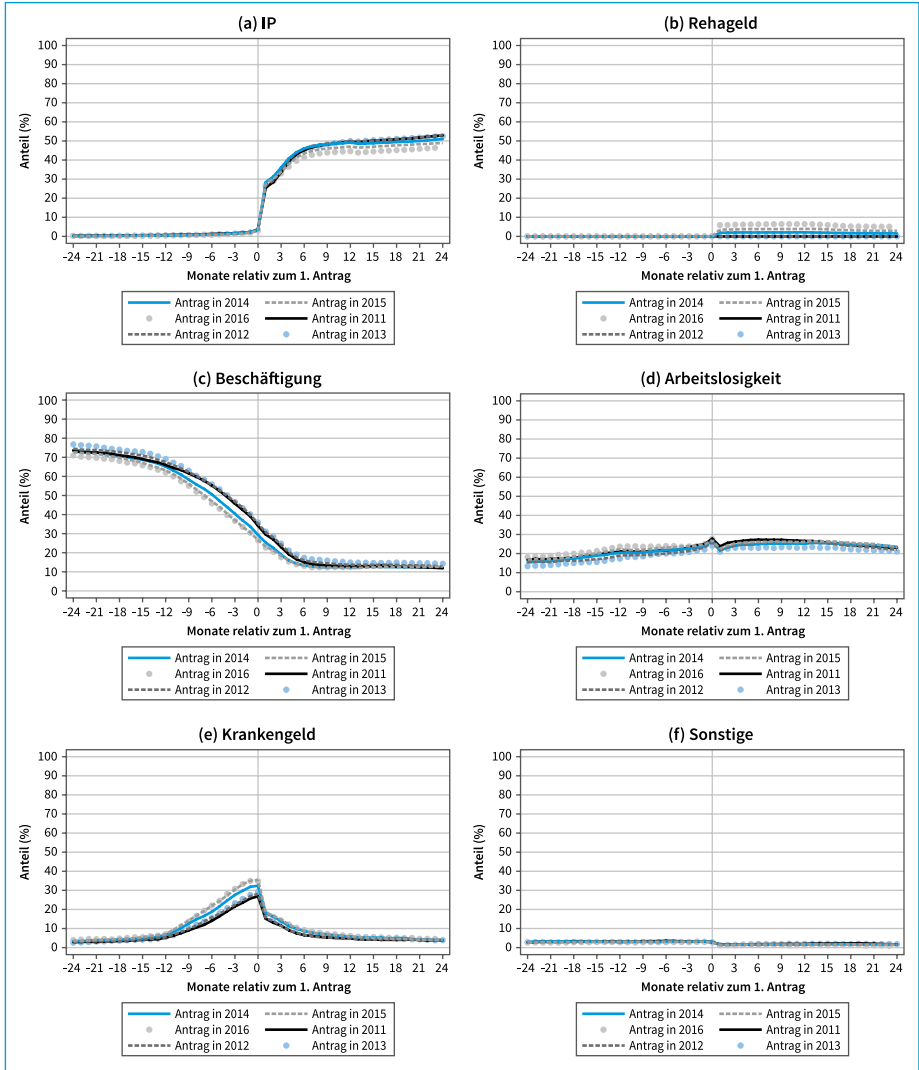 (a) IP
Anteil (%)
100
90
80
70
60
50
40
30
20
10
0
–24 –21 –18 –15 –12 –9 –6 –3 0 3 6 9 12 15 18 21 24
Monate relativ zum 1. Antrag
Antrag in 2014 Antrag in 2015
Antrag in 2016 Antrag in 2011
Antrag in 2012 Antrag in 2013
(b) Rehageld
Anteil (%)
100
90
80
70
60
50
40
30
20
10
0
–24 –21 –18 –15 –12 –9 –6 –3 0 3 6 9 12 15 18 21 24
Monate relativ zum 1. Antrag
Antrag in 2014 Antrag in 2015
Antrag in 2016 Antrag in 2011
Antrag in 2012 Antrag in 2013
(c) Beschäftigung
Anteil (%)
100
90
80
70
60
50
40
30
20
10
0
–24 –21 –18 –15 –12 –9 –6 –3 0 3 6 9 12 15 18 21 24
Monate relativ zum 1. Antrag
Antrag in 2014 Antrag in 2015
Antrag in 2016 Antrag in 2011
Antrag in 2012 Antrag in 2013
(d) Arbeitslosigkeit
Anteil (%)
100
90
80
70
60
50
40
30
20
10
0
–24 –21 –18 –15 –12 –9 –6 –3 0 3 6 9 12 15 18 21 24
Monate relativ zum 1. Antrag
Antrag in 2014 Antrag in 2015
Antrag in 2016 Antrag in 2011
Antrag in 2012 Antrag in 2013
(e) Krankengeld
Anteil (%)
100
90
80
70
60
50
40
30
20
10
0
–24 –21 –18 –15 –12 –9 –6 –3 0 3 6 9 12 15 18 21 24
Monate relativ zum 1. Antrag
Antrag in 2014 Antrag in 2015
Antrag in 2016 Antrag in 2011
Antrag in 2012 Antrag in 2013
(f) Sonstige
Anteil (%)
100
90
80
70
60
50
40
30
20
10
0
–24 –21 –18 –15 –12 –9 –6 –3 0 3 6 9 12 15 18 21 24
Monate relativ zum 1. Antrag
Antrag in 2014 Antrag in 2015
Antrag in 2016 Antrag in 2011
Antrag in 2012 Antrag in 2013